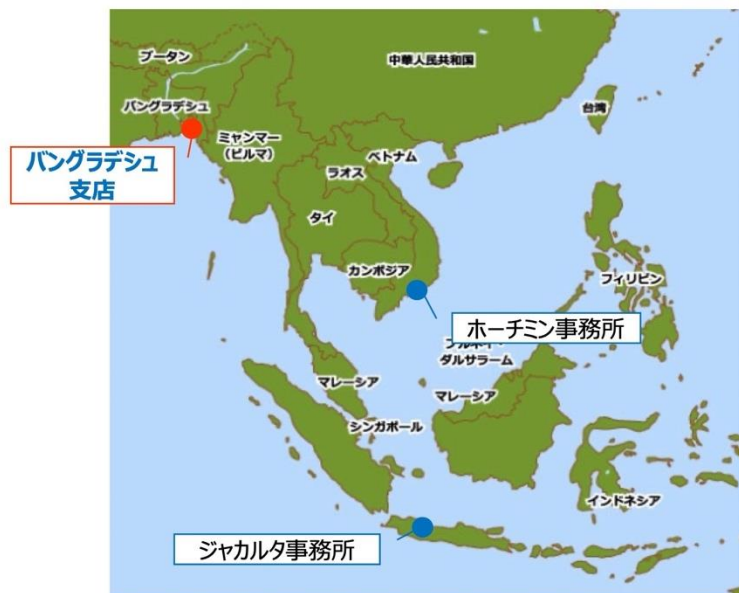 ブータン
中華人民共和国
バングラデシュ
台湾
ミャンマー
(ビルマ)
バングラデシュ
支店
ベトナム
ラオス
タイ
カンボジア
フィリピン
ホーチミン事務所
ダルサラーム
マレーシア
マレーシア
シンガポール
インドネシア
ジャカルタ事務所